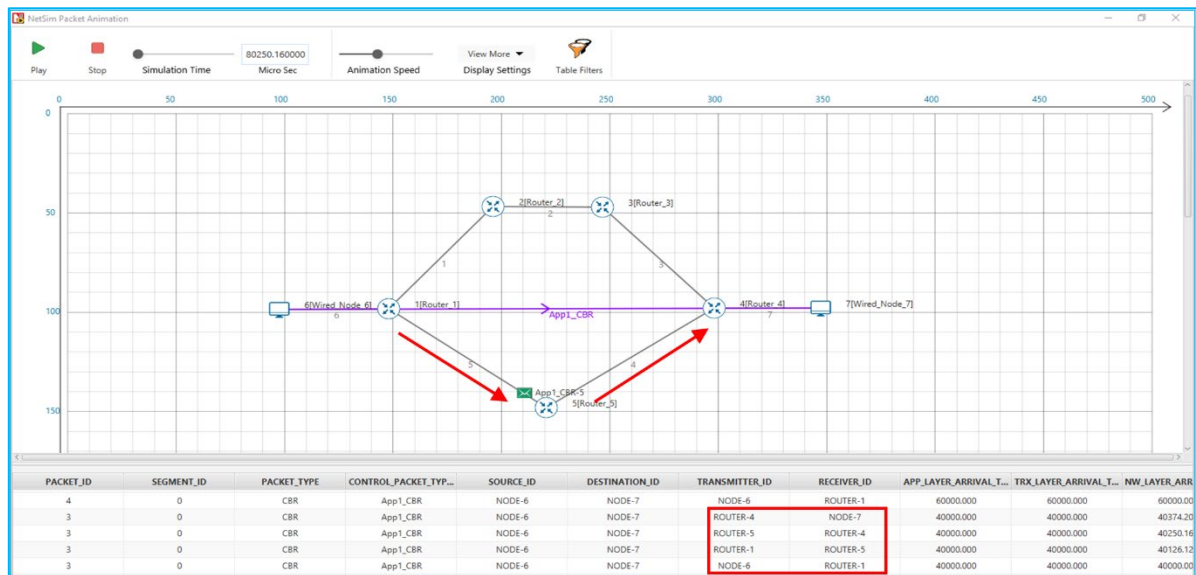 NetSim Packet Animation
80250.160000 View More
Play Stop Simulation Time Micro Sec Animation Speed Display Settings Table Filters
0 50 100 150 200 250 300 350 400 450 500
0
2[Router_2] 3[Router_3]
2
50
1 3
6[Wired_Node_6] 1[Router_1] 4[Router_4] 7[Wired_Node_7]
100 6 App1_CBR 7
5 4
App1_CBR-5
5[Router_5]
150
PACKET_ID SEGMENT_ID PACKET_TYPE CONTROL_PACKET_TYP... SOURCE_ID DESTINATION_ID TRANSMITTER_ID RECEIVER_ID APP_LAYER_ARRIVAL_T... TRX_LAYER_ARRIVAL_T... NW_LAYER_ARR
4 0 CBR App1_CBR NODE-6 NODE-7 NODE-6 ROUTER-1 60000.000 60000.000 60000.00
3 0 CBR App1_CBR NODE-6 NODE-7 ROUTER-4 NODE-7 40000.000 40000.000 40374.20
3 0 CBR App1_CBR NODE-6 NODE-7 ROUTER-5 ROUTER-4 40000.000 40000.000 40250.16
3 0 CBR App1_CBR NODE-6 NODE-7 ROUTER-1 ROUTER-5 40000.000 40000.000 40126.12
3 0 CBR App1_CBR NODE-6 NODE-7 NODE-6 ROUTER-1 40000.000 40000.000 40000.00